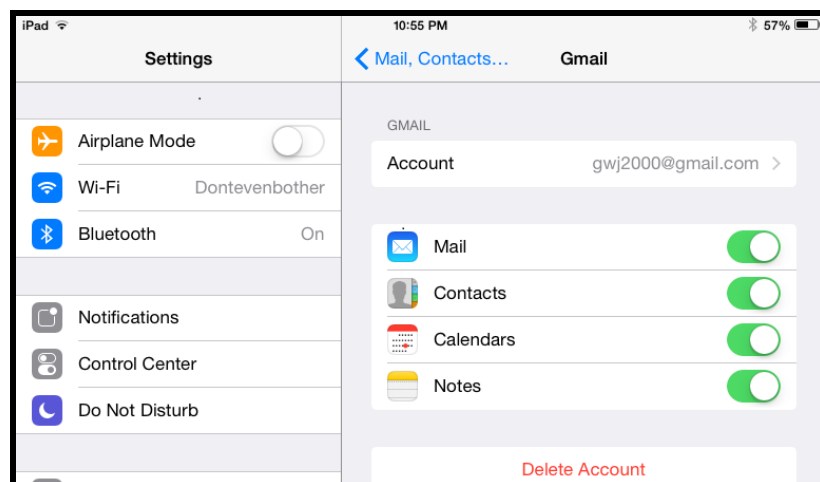 iPad 10:55 PM 57%
Settings
Airplane Mode
Wi-Fi Dontevenbother
Bluetooth On
Notifications
Control Center
Do Not Disturb
Mail, Contacts... Gmail
GMAIL
Account gwj2000@gmail.com
Mail
Contacts
Calendars
Notes
Delete Account